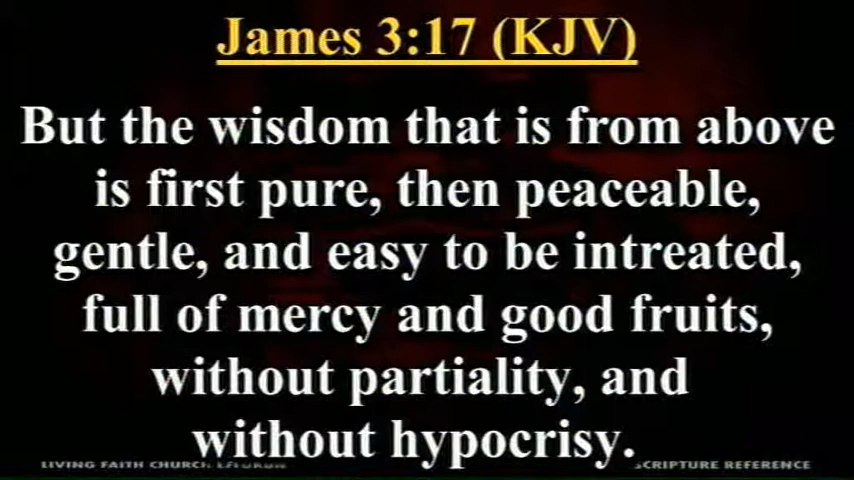 James 3:17 (KJV)
But the wisdom that is from above
is first pure, then peaceable,
gentle, and easy to be intreated,
full of mercy and good fruits,
without partiality, and
without hypocrisy.
LIVING FAITH CHURCH
SCRIPTURE REFERENCE